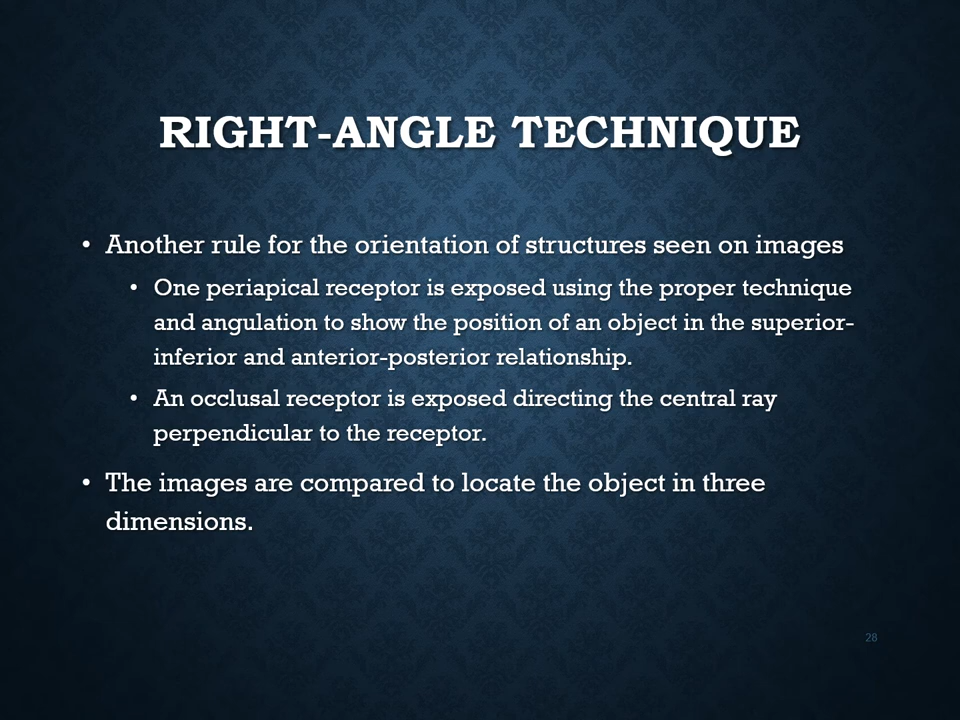 RIGHT-ANGLE TECHNIQUE
• Another rule for the orientation of structures seen on images
• One periapical receptor is exposed using the proper technique
and angulation to show the position of an object in the superior-
inferior and anterior-posterior relationship.
• An occlusal receptor is exposed directing the central ray
perpendicular to the receptor.
• The images are compared to locate the object in three
dimensions.
28